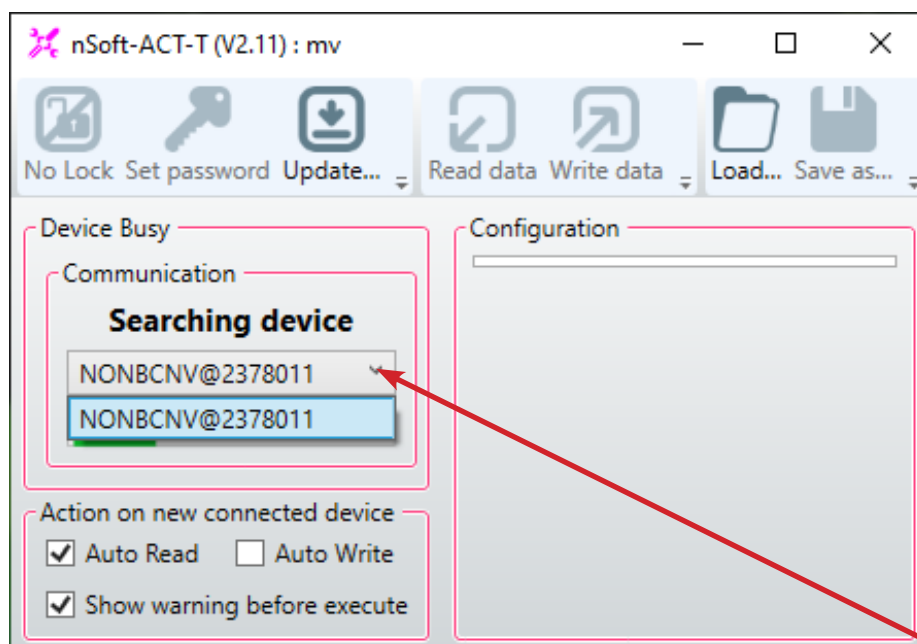 nSoft-ACT-T (V2.11) : mv
No Lock Set password Update... Read data Write data Load... Save as...
Device Busy
Communication
Searching device
NONBCNV@2378011
NONBCNV@2378011
Configuration
Action on new connected device
Auto Read Auto Write
Show warning before execute